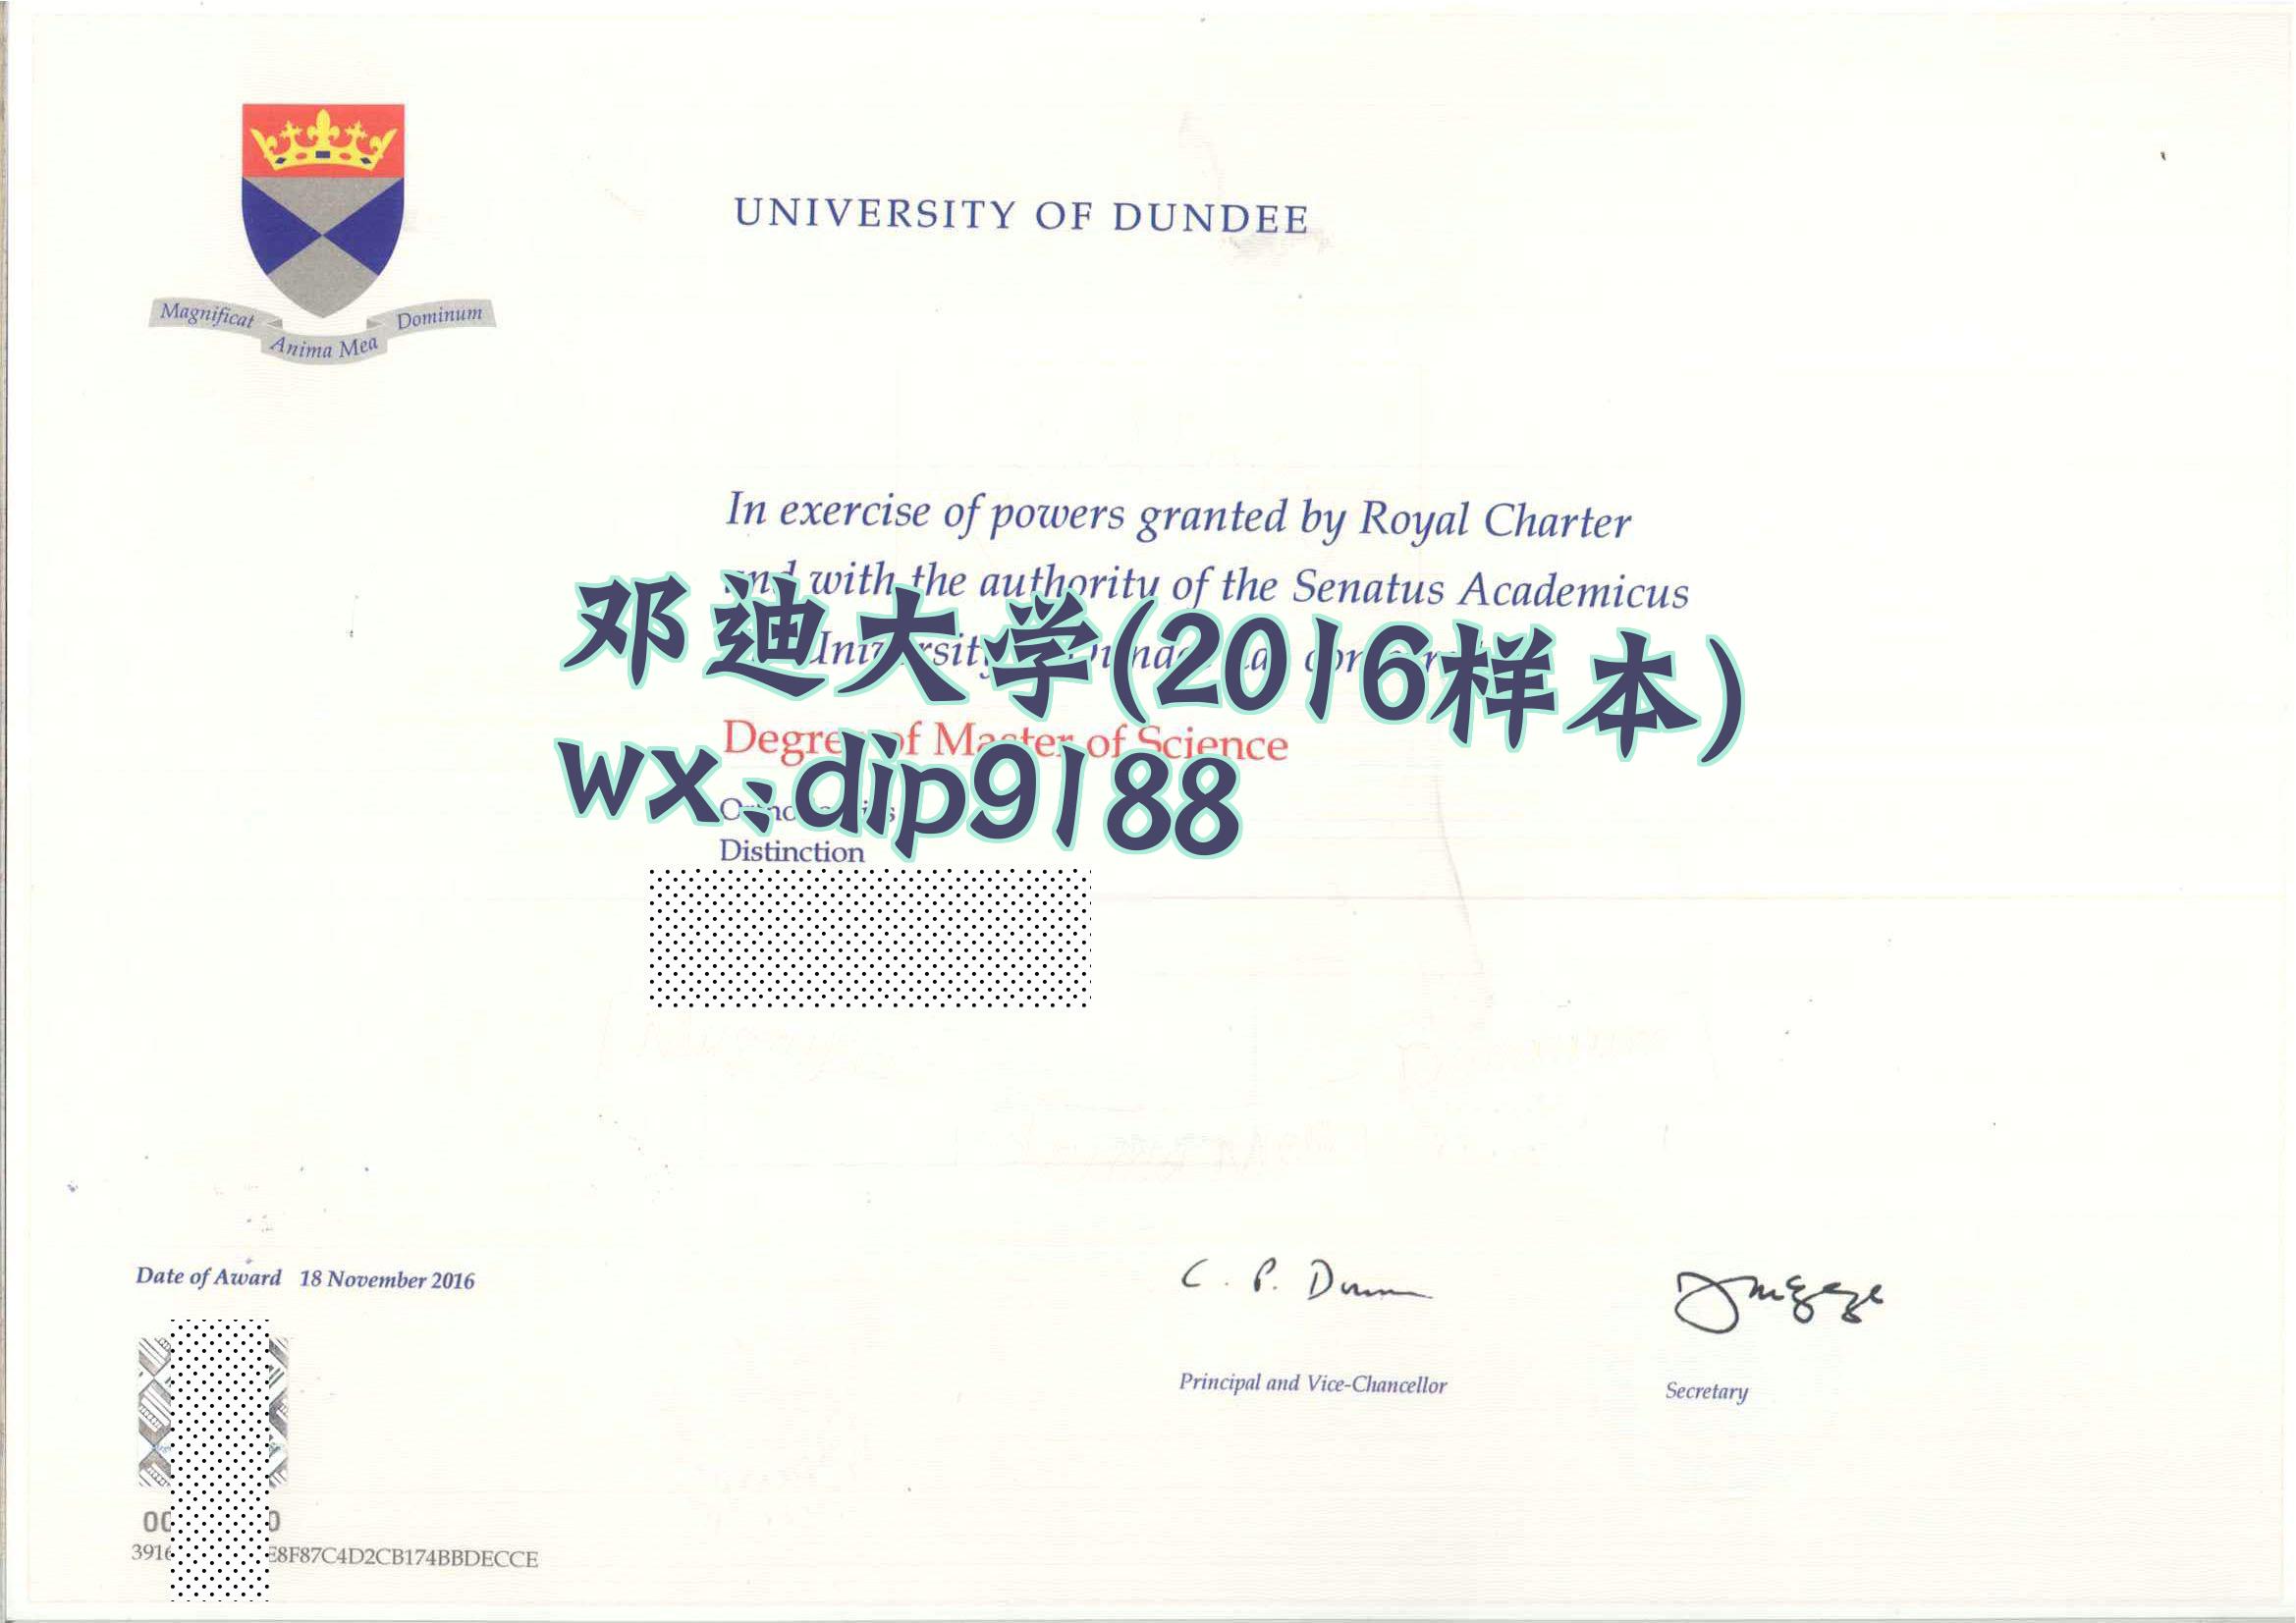 UNIVERSITY OF DUNDEE
Magnificat Anima Mea Dominum
In exercise of powers granted by Royal Charter
and with the authority of the Senatus Academicus
邓迪大学(2016样本)
Degree of Master of Science
wx:dip9188
Distinction
Date of Award 18 November 2016
Principal and Vice-Chancellor
Secretary
E8F87C4D2CB174BBDECCE